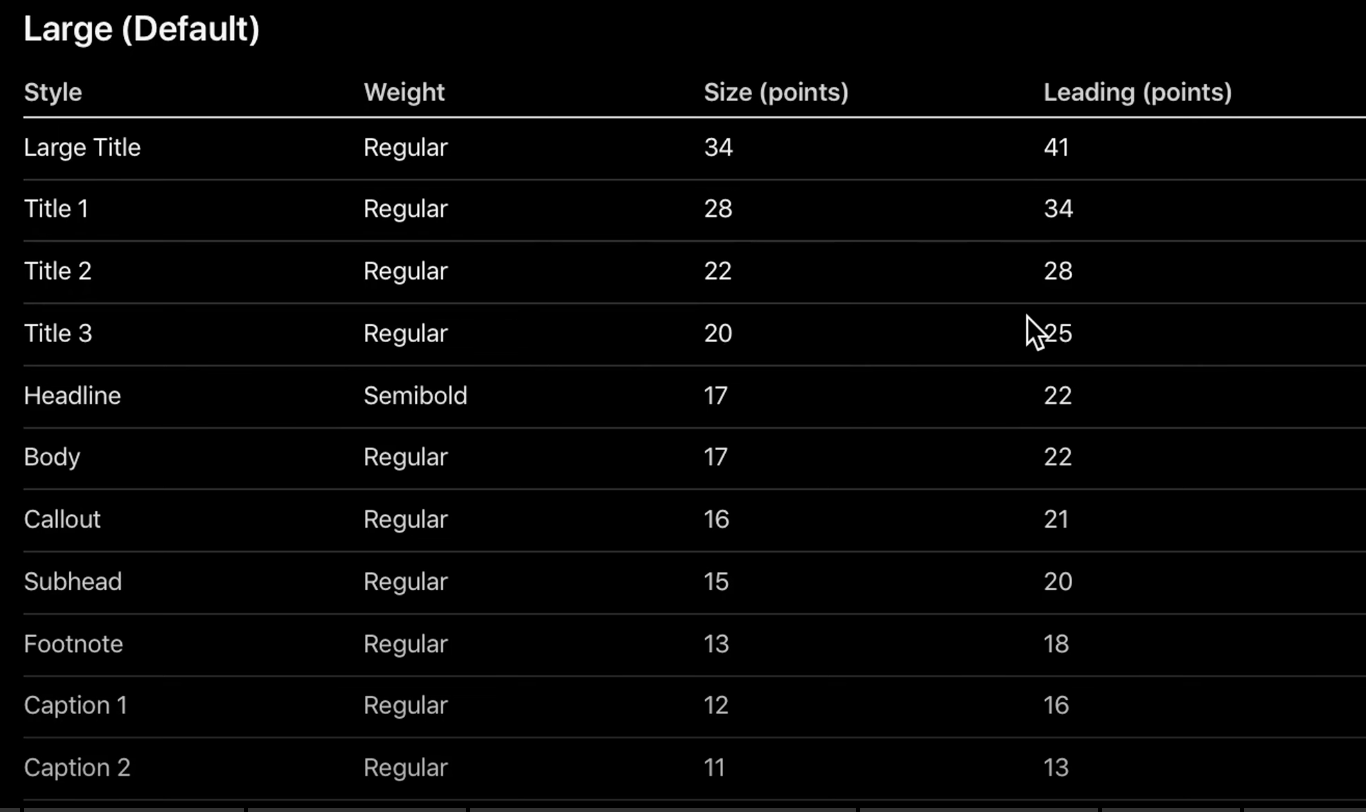 Large (Default)
Style Weight Size (points) Leading (points)
Large Title Regular 34 41
Title 1 Regular 28 34
Title 2 Regular 22 28
Title 3 Regular 20 25
Headline Semibold 17 22
Body Regular 17 22
Callout Regular 16 21
Subhead Regular 15 20
Footnote Regular 13 18
Caption 1 Regular 12 16
Caption 2 Regular 11 13